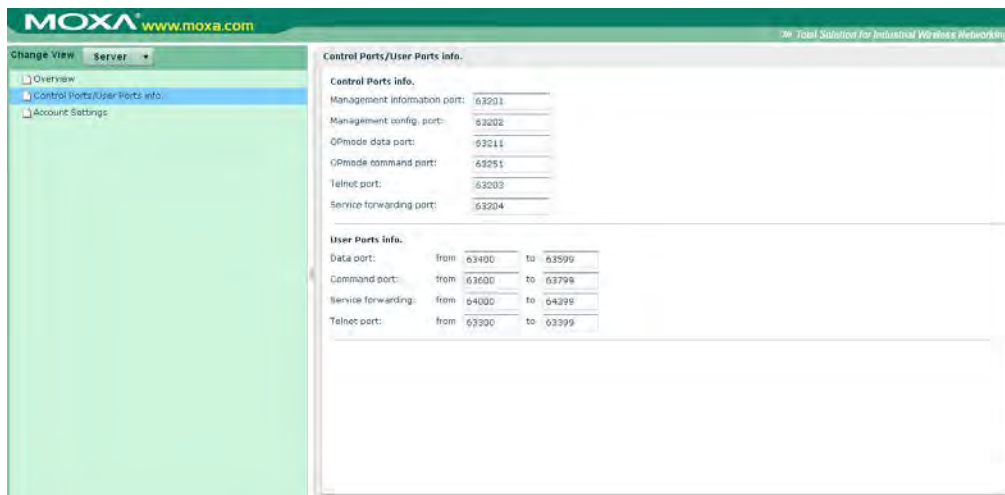 MOXA® www.moxa.com
Total Solution for Industrial Wireless Networking
Change View Server
Overview
Control Ports/User Ports info.
Account Settings
Control Ports/User Ports info.
Control Ports info.
Management information port: 63201
Management config. port: 63202
OPmode data port: 63211
OPmode command port: 63251
Telnet port: 63203
Service forwarding port: 63204
User Ports info.
Data port: from 63400 to 63599
Command port: from 63600 to 63799
Service forwarding: from 64000 to 64399
Telnet port: from 63300 to 63399